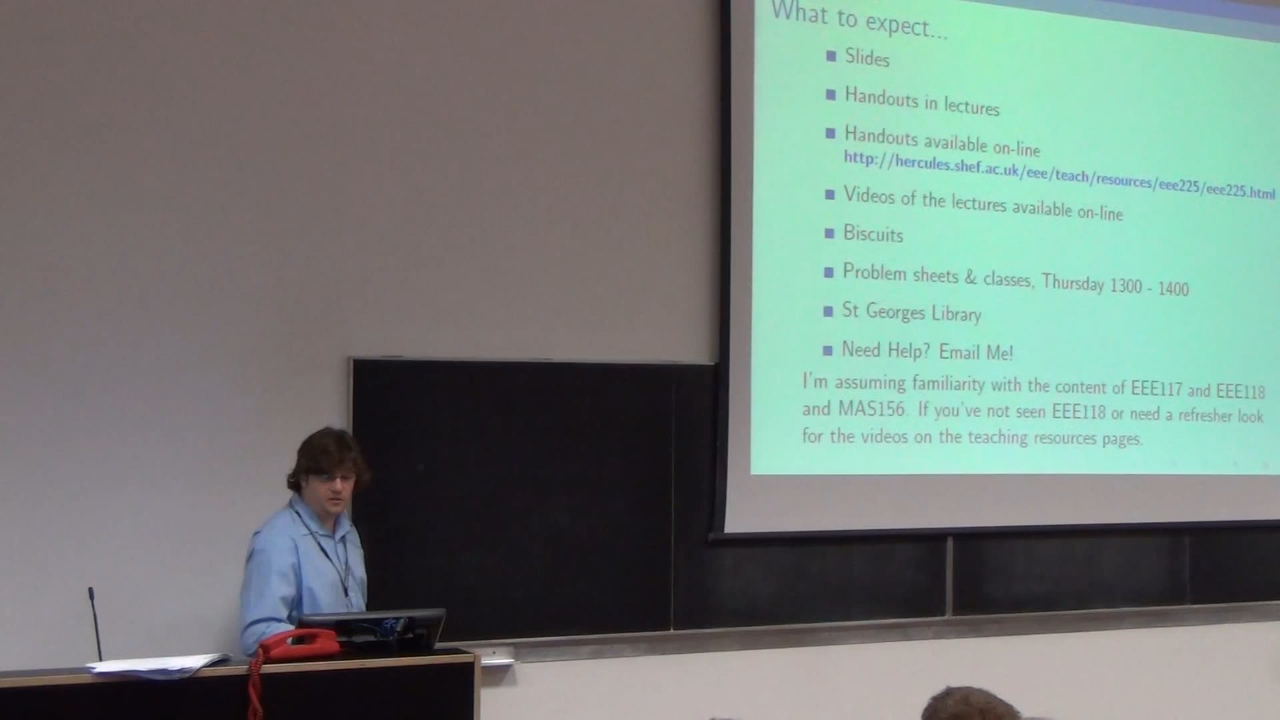 What to expect...
Slides
Handouts in lectures
Handouts available on-line
http://hercules.shef.ac.uk/eee/teach/resources/eee225/eee225.html
Videos of the lectures available on-line
Biscuits
Problem sheets & classes, Thursday 1300 - 1400
St Georges Library
Need Help? Email Me!
I'm assuming familiarity with the content of EEE117 and EEE118
and MAS156. If you've not seen EEE118 or need a refresher look
for the videos on the teaching resources pages.